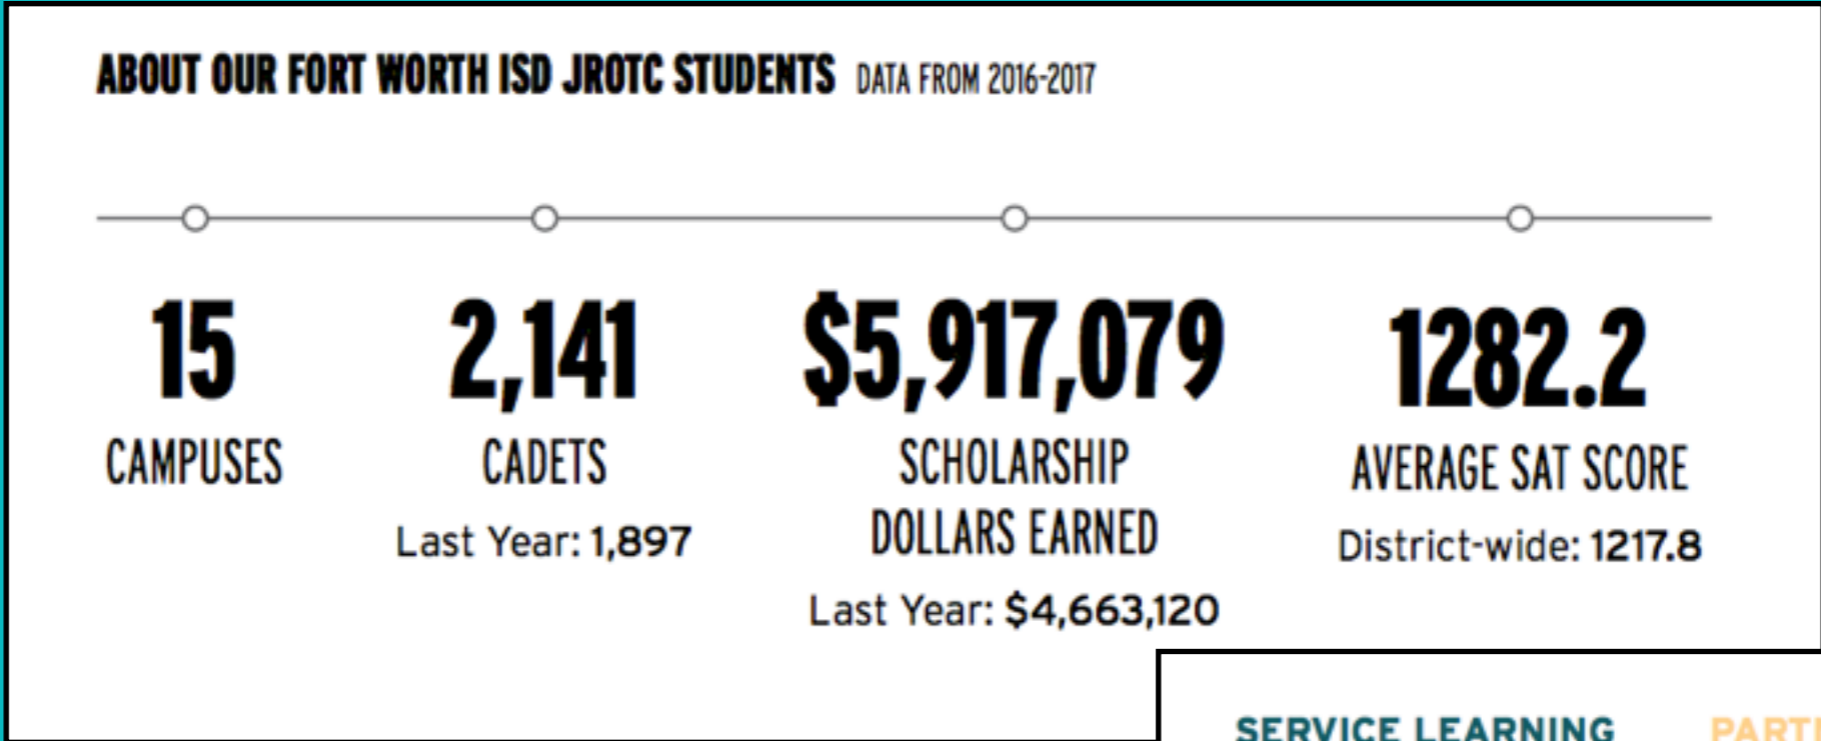 ABOUT OUR FORT WORTH ISD JROTC STUDENTS DATA FROM 2016-2017
15
CAMPUSES
2,141
CADETS
Last Year: 1,897
$5,917,079
SCHOLARSHIP
DOLLARS EARNED
Last Year: $4,663,120
1282.2
AVERAGE SAT SCORE
District-wide: 1217.8
SERVICE LEARNING